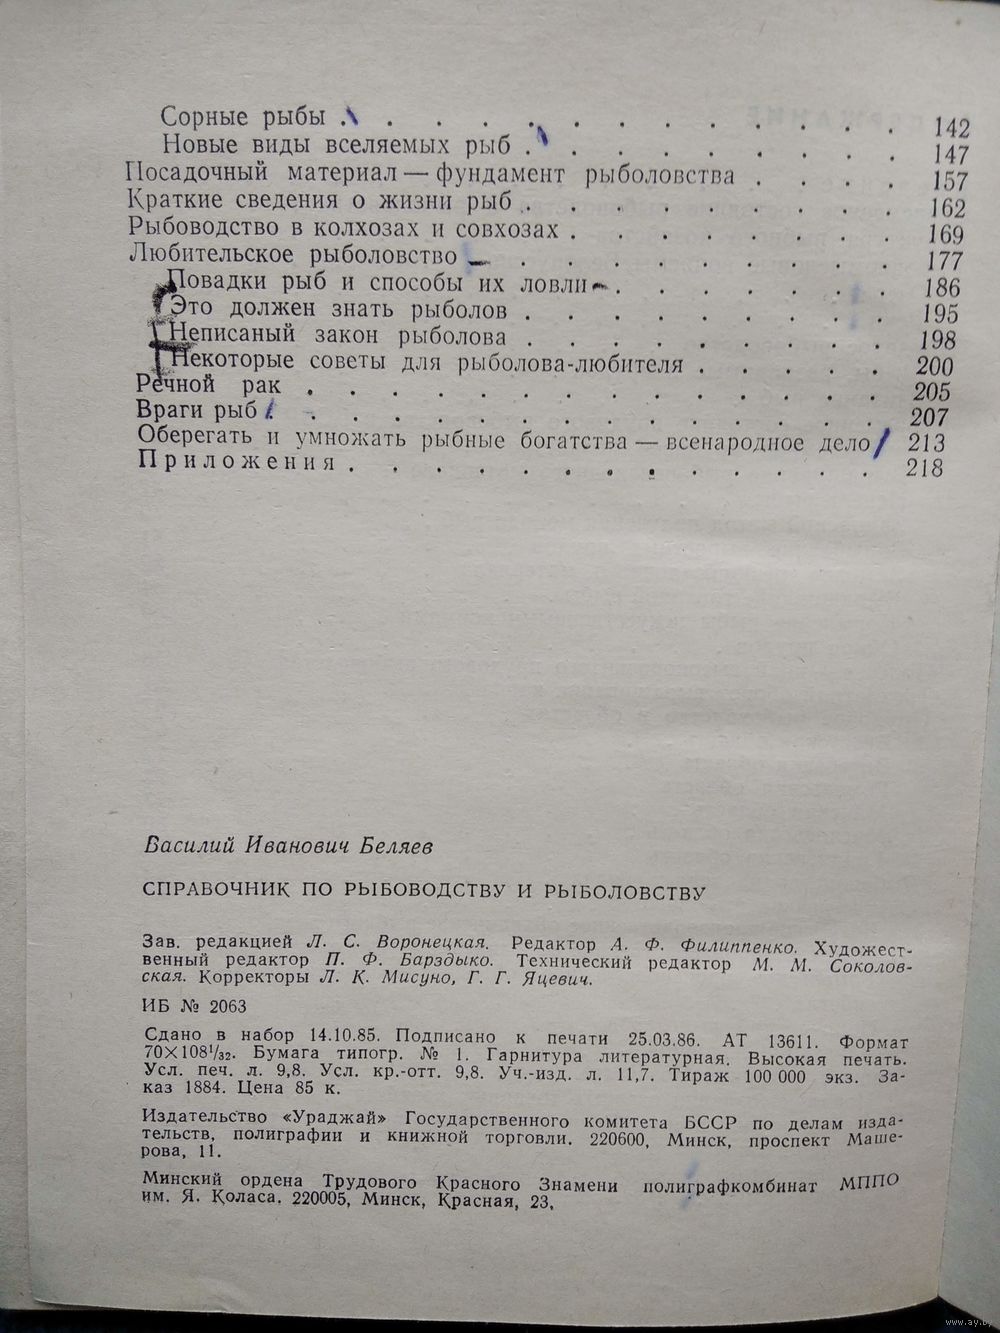 Сорные рыбы . . . . . . . . . . . . . 142
Новые виды вселяемых рыб . . . . . . . . . 147
Посадочный материал — фундамент рыболовства . . . . 157
Краткие сведения о жизни рыб . . . . . . . . . 162
Рыбоводство в колхозах и совхозах . . . . . . . . 169
Любительское рыболовство . . . . . . . . . . 177
Повадки рыб и способы их ловли . . . . . . . 186
Это должен знать рыболов . . . . . . . . . 195
Неписаный закон рыболова . . . . . . . . . 198
Некоторые советы для рыболова-любителя . . . . . 200
Речной рак . . . . . . . . . . . . . . 205
Враги рыб . . . . . . . . . . . . . . 207
Оберегать и умножать рыбные богатства — всенародное дело 213
Приложения . . . . . . . . . . . . . 218
Василий Иванович Беляев
СПРАВОЧНИК ПО РЫБОВОДСТВУ И РЫБОЛОВСТВУ
Зав. редакцией Л. С. Воронецкая. Редактор А. Ф. Филиппенко. Художест-
венный редактор П. Ф. Барздыко. Технический редактор М. М. Соколов-
ская. Корректоры Л. К. Мисуно, Г. Г. Яцевич.
ИБ № 2063
Сдано в набор 14.10.85. Подписано к печати 25.03.86. АТ 13611. Формат
70×108¹/₃₂. Бумага типогр. № 1. Гарнитура литературная. Высокая печать.
Усл. печ. л. 9,8. Усл. кр.-отт. 9,8. Уч.-изд. л. 11,7. Тираж 100 000 экз. За-
каз 1884. Цена 85 к.
Издательство «Ураджай» Государственного комитета БССР по делам изда-
тельств, полиграфии и книжной торговли. 220600, Минск, проспект Маше-
рова, 11.
Минский ордена Трудового Красного Знамени полиграфкомбинат МППО
им. Я. Коласа. 220005, Минск, Красная, 23.
www.ay.by